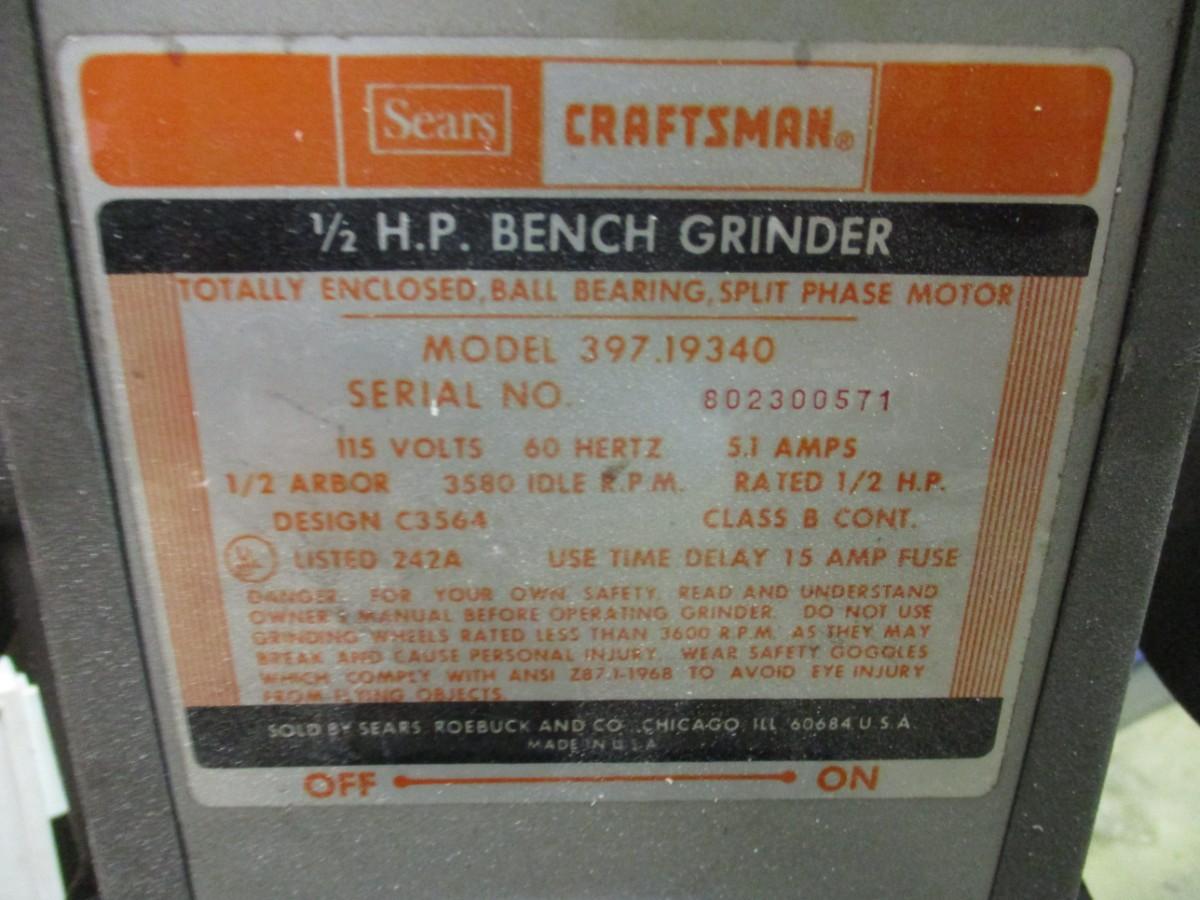 Sears CRAFTSMAN®
½ H.P. BENCH GRINDER
TOTALLY ENCLOSED, BALL BEARING, SPLIT PHASE MOTOR
MODEL 397.19340
SERIAL NO. 802300571
115 VOLTS 60 HERTZ 5.1 AMPS
1/2 ARBOR 3580 IDLE R.P.M. RATED 1/2 H.P.
DESIGN C3564 CLASS B CONT.
UL LISTED 242A USE TIME DELAY 15 AMP FUSE
DANGER: FOR YOUR OWN SAFETY, READ AND UNDERSTAND
OWNER'S MANUAL BEFORE OPERATING GRINDER. DO NOT USE
GRINDING WHEELS RATED LESS THAN 3600 R.P.M. AS THEY MAY
BREAK AND CAUSE PERSONAL INJURY. WEAR SAFETY GOGGLES
WHICH COMPLY WITH ANSI Z87.1-1968 TO AVOID EYE INJURY
FROM FLYING OBJECTS.
SOLD BY SEARS, ROEBUCK AND CO., CHICAGO, ILL. 60684 U.S.A.
MADE IN U.S.A.
OFF ON